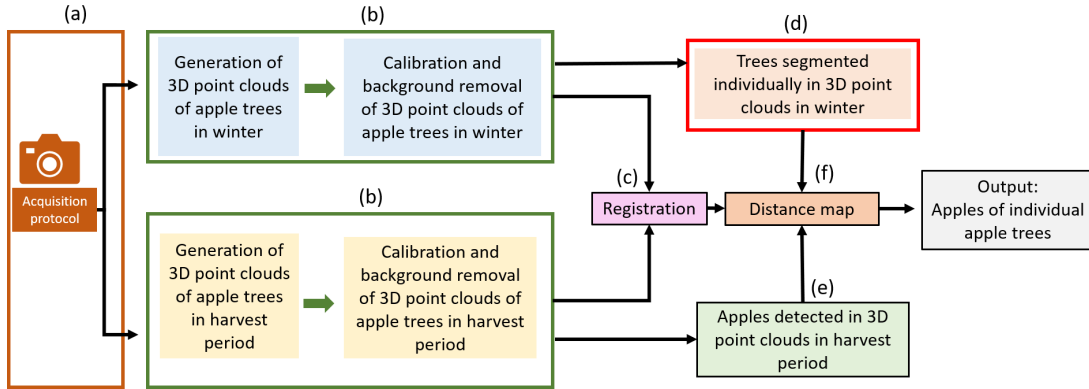 (a)
Acquisition
protocol
(b)
Generation of
3D point clouds
of apple trees
in winter
Calibration and
background removal
of 3D point clouds of
apple trees in winter
(b)
Generation of
3D point clouds
of apple trees
in harvest
period
Calibration and
background removal
of 3D point clouds of
apple trees in harvest
period
(c)
Registration
(d)
Trees segmented
individually in 3D point
clouds in winter
(f)
Distance map
(e)
Apples detected in 3D
point clouds in harvest
period
Output:
Apples of individual
apple trees